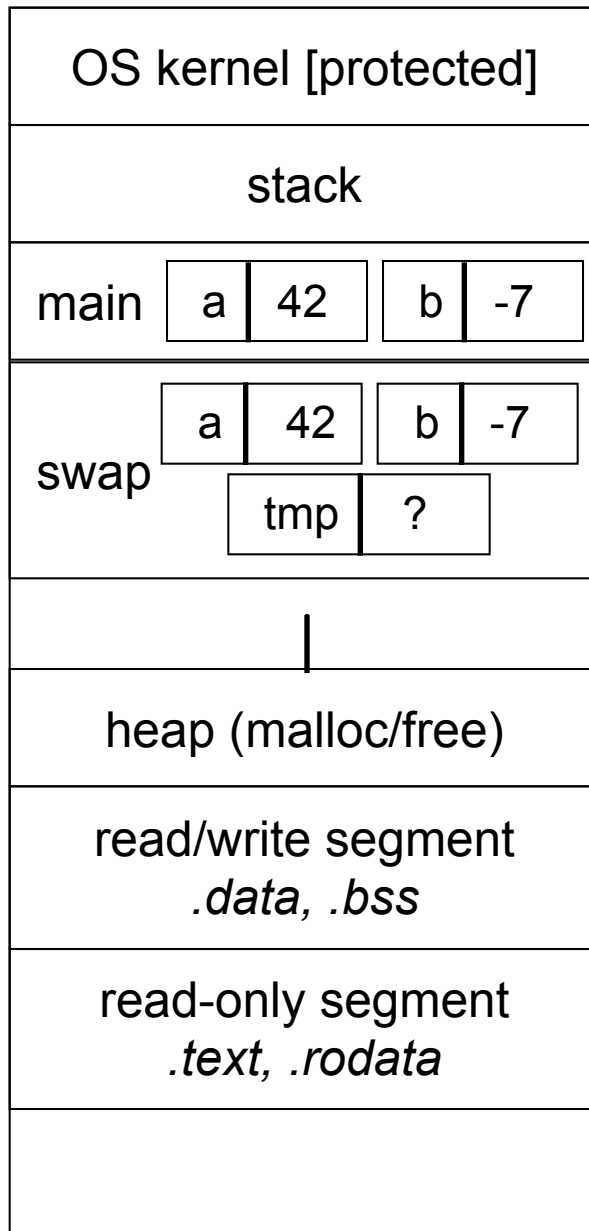 OS kernel [protected]
stack
main a 42 b -7
a 42 b -7
swap
tmp ?
heap (malloc/free)
read/write segment
.data, .bss
read-only segment
.text, .rodata